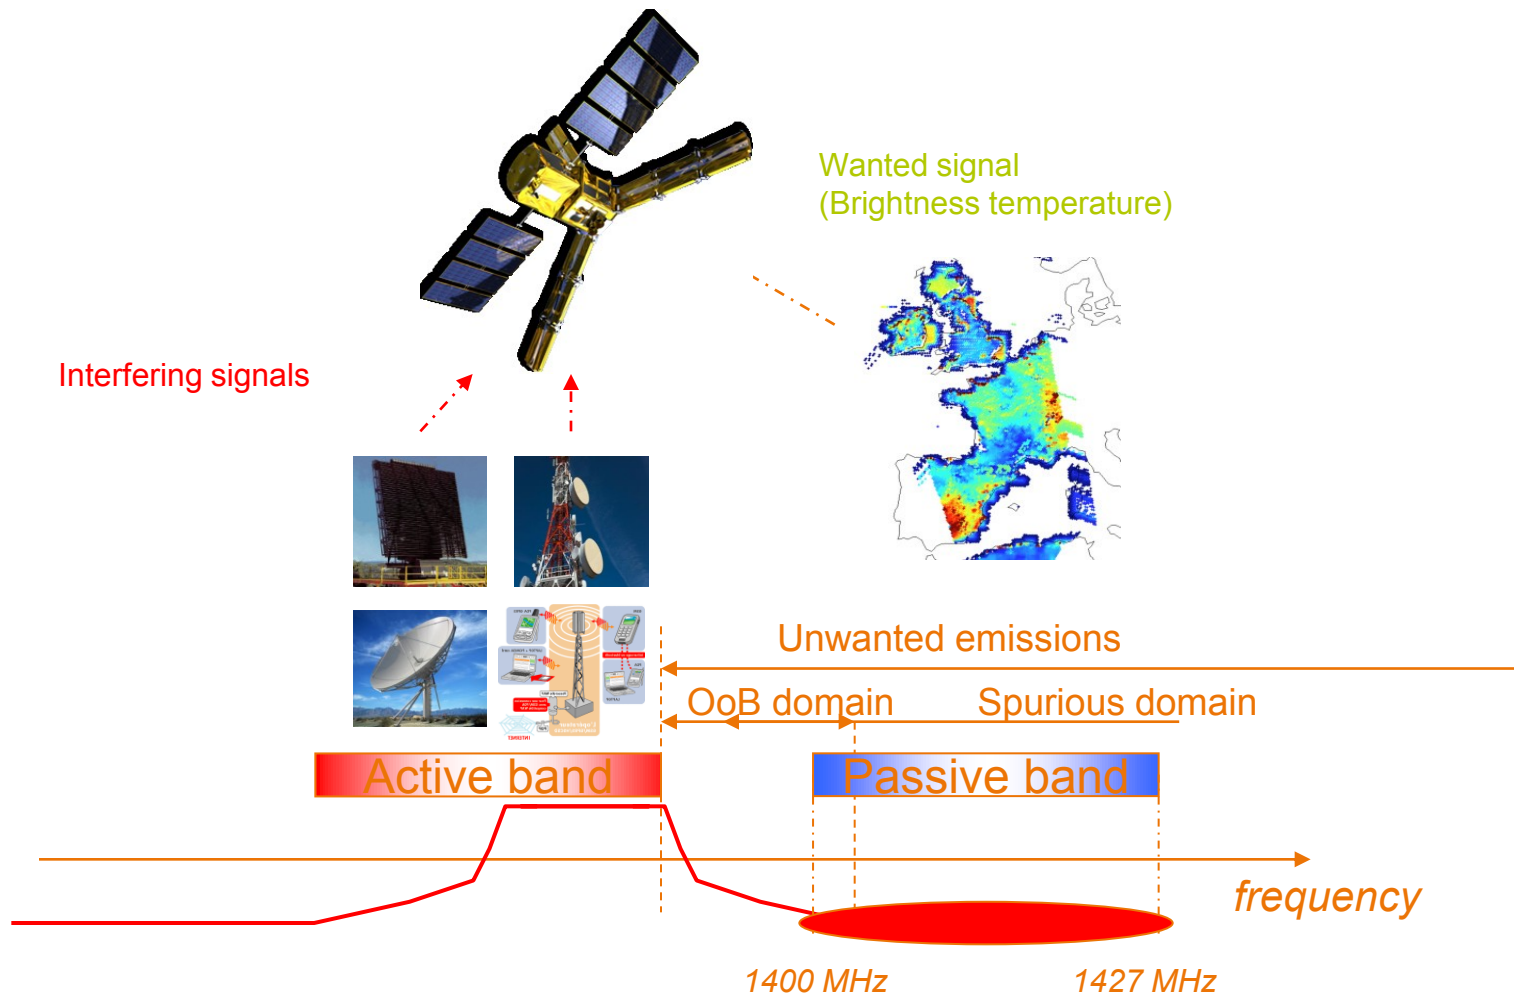 Wanted signal
(Brightness temperature)
Interfering signals
Unwanted emissions
OoB domain
Spurious domain
Active band
Passive band
frequency
1400 MHz
1427 MHz
INTERNET